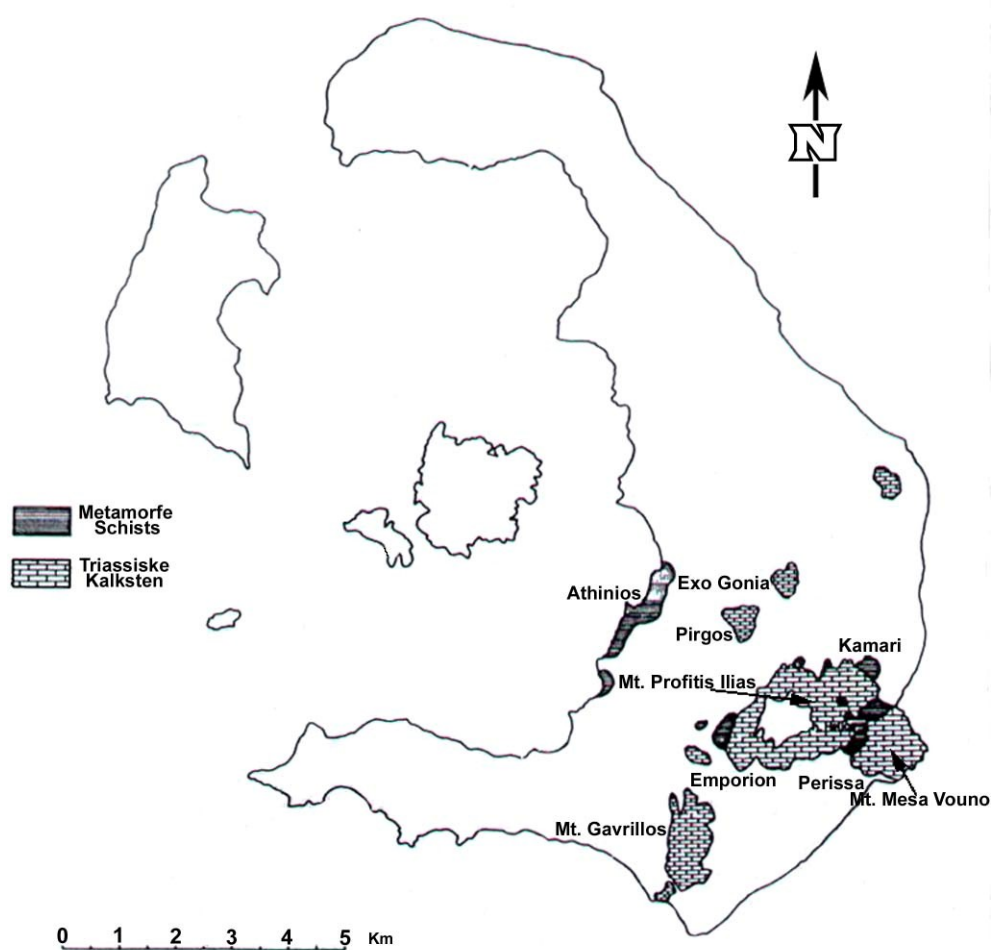 N
Metamorfe
Schists
Triassiske
Kalksten
Athinios
Exo Gonia
Pirgos
Kamari
Mt. Profitis Ilias
Emporion
Perissa
Mt. Mesa Vouno
Mt. Gavrillos
0 1 2 3 4 5 Km